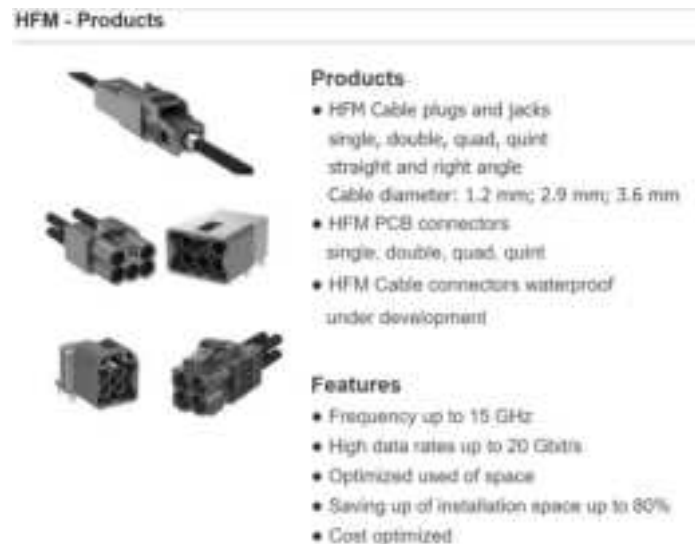 HFM - Products
Products
● HFM Cable plugs and jacks
single, double, quad, quint
straight and right angle
Cable diameter: 1.2 mm; 2.9 mm; 3.6 mm
● HFM PCB connectors
single, double, quad, quint
● HFM Cable connectors waterproof
under development
Features
● Frequency up to 15 GHz
● High data rates up to 20 Gbit/s
● Optimized used of space
● Saving up of installation space up to 80%
● Cost optimized